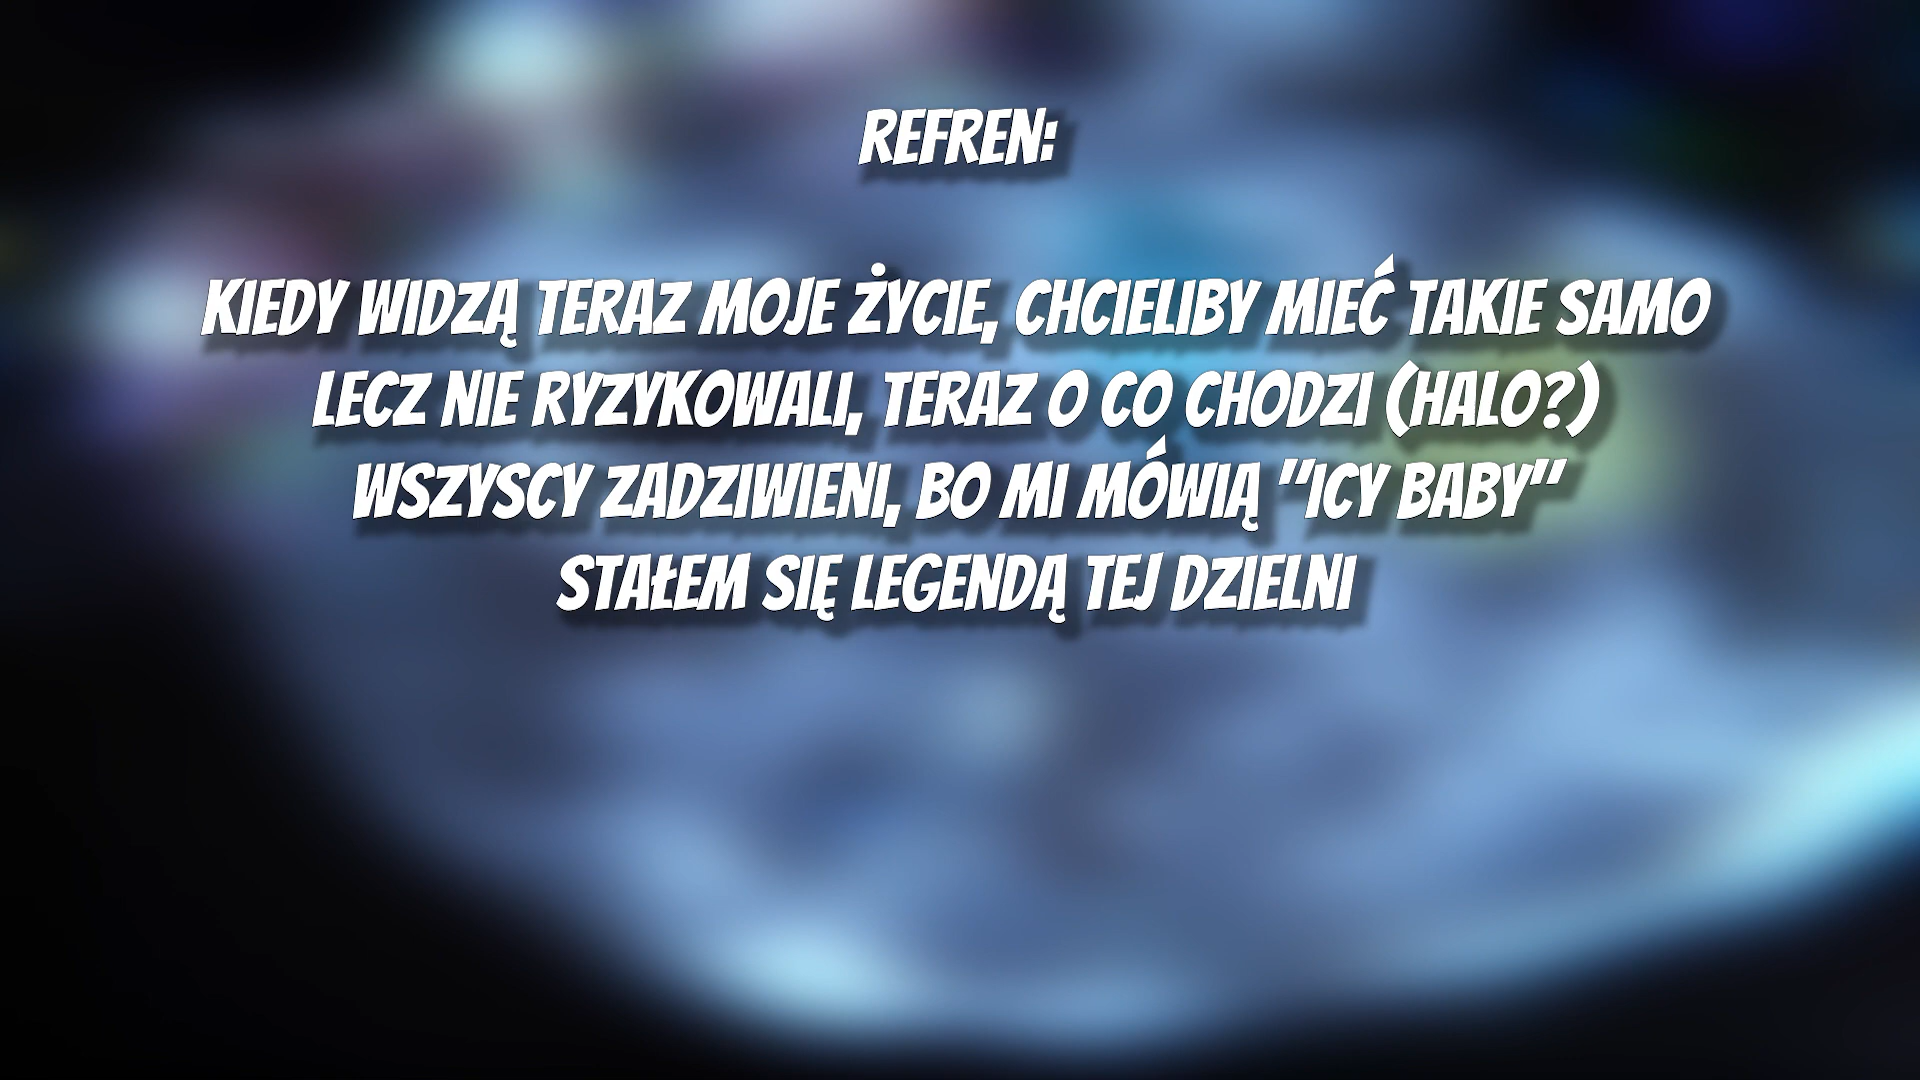 REFREN:
KIEDY WIDZĄ TERAZ MOJE ŻYCIE, CHCIELIBY MIEĆ TAKIE SAMO
LECZ NIE RYZYKOWALI, TERAZ O CO CHODZI (HALO?)
WSZYSCY ZADZIWIENI, BO MI MÓWIĄ "ICY BABY"
STAŁEM SIĘ LEGENDĄ TEJ DZIELNI